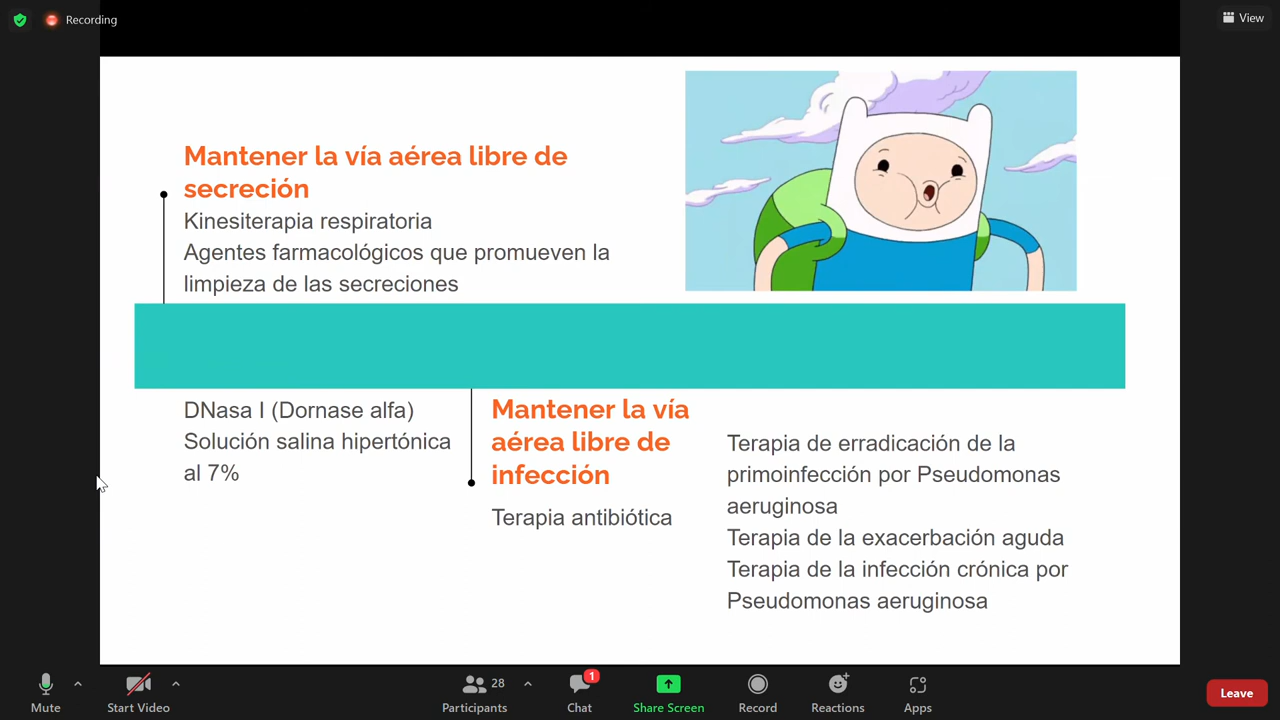 Recording
View
Mantener la vía aérea libre de
secreción
Kinesiterapia respiratoria
Agentes farmacológicos que promueven la
limpieza de las secreciones
DNasa I (Dornase alfa)
Solución salina hipertónica
al 7%
Mantener la vía
aérea libre de
infección
Terapia antibiótica
Terapia de erradicación de la
primoinfección por Pseudomonas
aeruginosa
Terapia de la exacerbación aguda
Terapia de la infección crónica por
Pseudomonas aeruginosa
Mute
Start Video
28
Participants
1
Chat
Share Screen
Record
Reactions
Apps
Leave